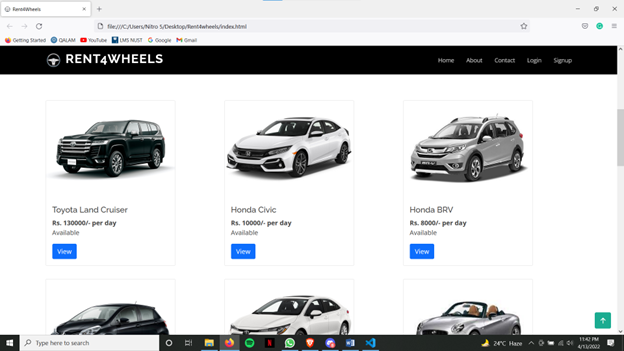 Rent4Wheels
file:///C:/Users/Nitro 5/Desktop/Rent4wheels/index.html
Getting Started QALAM YouTube LMS NUST Google Gmail
RENT4WHEELS
Home About Contact Login Signup
Toyota Land Cruiser Honda Civic Honda BRV
Rs. 130000/- per day Rs. 10000/- per day Rs. 8000/- per day
Available Available Available
View View View
Type here to search
24°C Haze
11:42 PM
4/13/2022